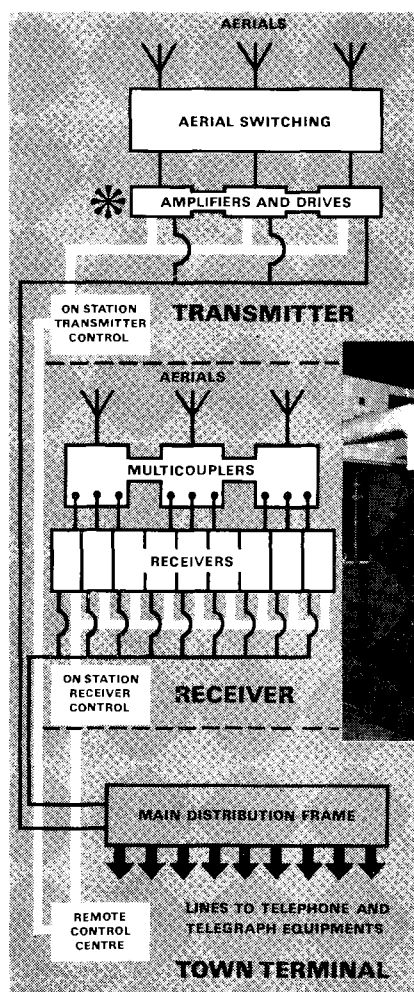 AERIALS
AERIAL SWITCHING
AMPLIFIERS AND DRIVES
ON STATION
TRANSMITTER
CONTROL
TRANSMITTER
AERIALS
MULTICOUPLERS
RECEIVERS
ON STATION
RECEIVER
CONTROL
RECEIVER
MAIN DISTRIBUTION FRAME
REMOTE
CONTROL
CENTRE
LINES TO TELEPHONE AND
TELEGRAPH EQUIPMENTS
TOWN TERMINAL